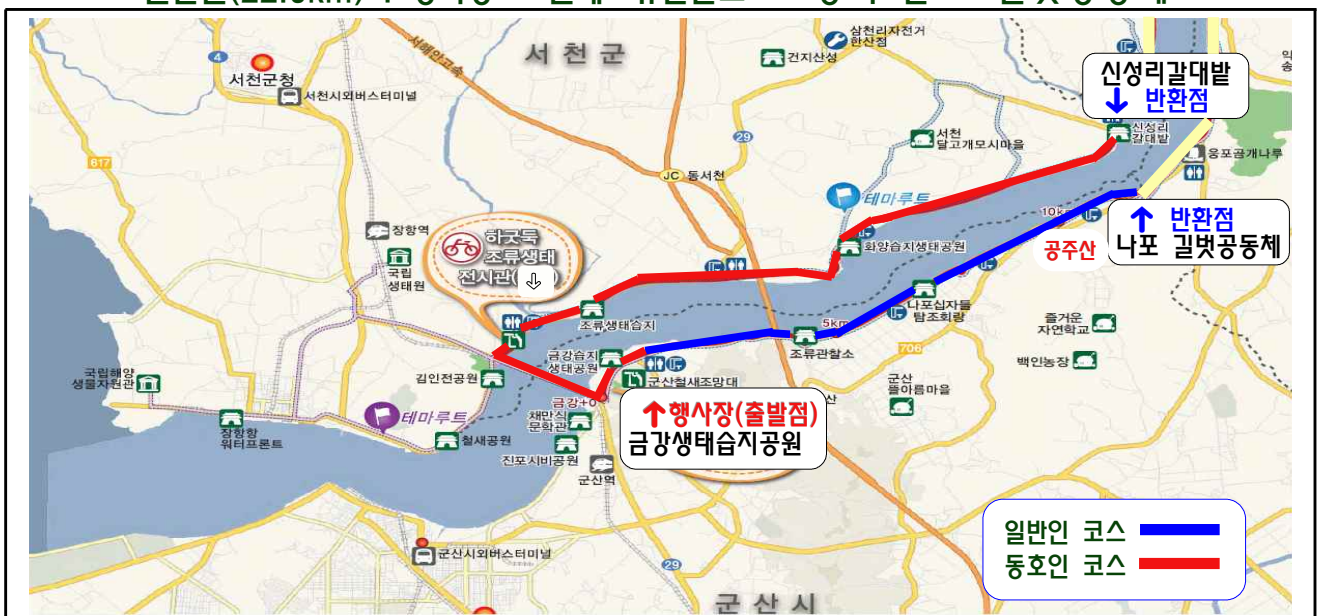 서천군
서해안고속
삼천리자전거
한산점
건지산성
신성리갈대밭
↓ 반환점
4
서천군청
서천시외버스터미널
29
617
서천
달고개모시마을
신성리
갈대밭
웅포곰개나루
JC 동서천
테마루트
10km
↑ 반환점
나포 길벗공동체
공주산
장항역
하굿둑
조류생태
전시관(
국립
생태원
화양습지생태공원
나포십자들
탐조회랑
조류생태습지
5km
즐거운
자연학교
조류관찰소
706
백인농장
금강습지
생태공원
군산철새조망대
군산
뜰아름마을
국립해양
생물자원관
김인전공원
금강+0
테마루트
채만식
문학관
↑행사장(출발점)
금강생태습지공원
장항항
워터프론트
철새공원
진포시비공원
군산역
일반인 코스
동호인 코스
군산시외버스터미널
29
군산시